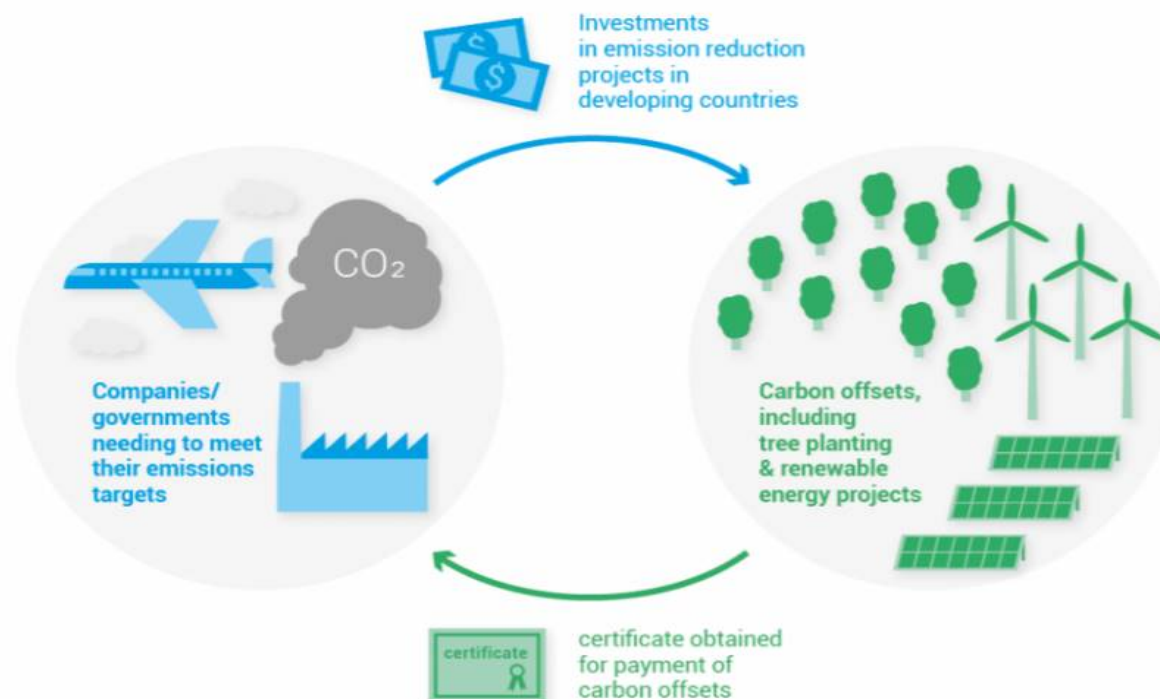 Investments
in emission reduction
projects in
developing countries
CO₂
Companies/
governments
needing to meet
their emissions
targets
Carbon offsets,
including
tree planting
& renewable
energy projects
certificate
certificate obtained
for payment of
carbon offsets